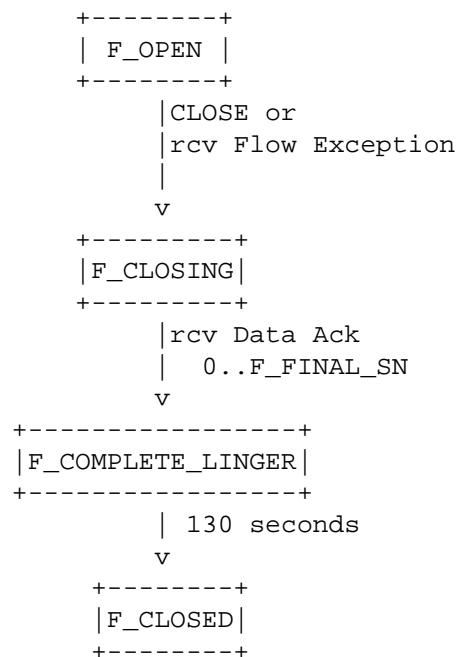 F_OPEN
CLOSE or
rcv Flow Exception
F_CLOSING
rcv Data Ack
0..F_FINAL_SN
F_COMPLETE_LINGER
130 seconds
F_CLOSED